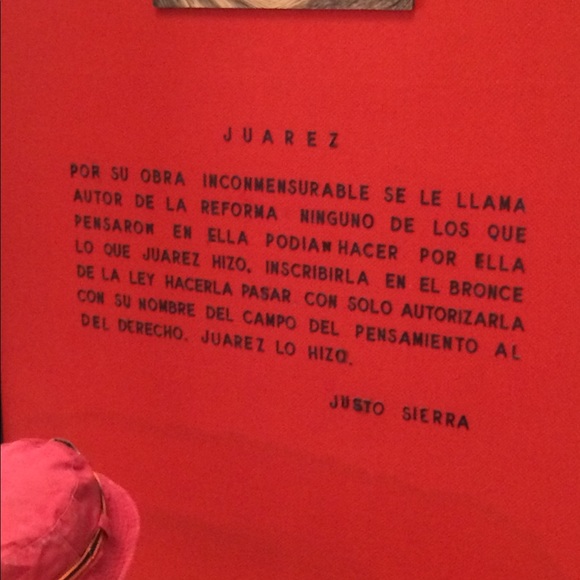 JUAREZ
POR SU OBRA INCONMENSURABLE SE LE LLAMA
AUTOR DE LA REFORMA NINGUNO DE LOS QUE
PENSARON EN ELLA PODIAN HACER POR ELLA
LO QUE JUAREZ HIZO. INSCRIBIRLA EN EL BRONCE
DE LA LEY HACERLA PASAR CON SOLO AUTORIZARLA
CON SU NOMBRE DEL CAMPO DEL PENSAMIENTO AL
DEL DERECHO. JUAREZ LO HIZO.
JUSTO SIERRA